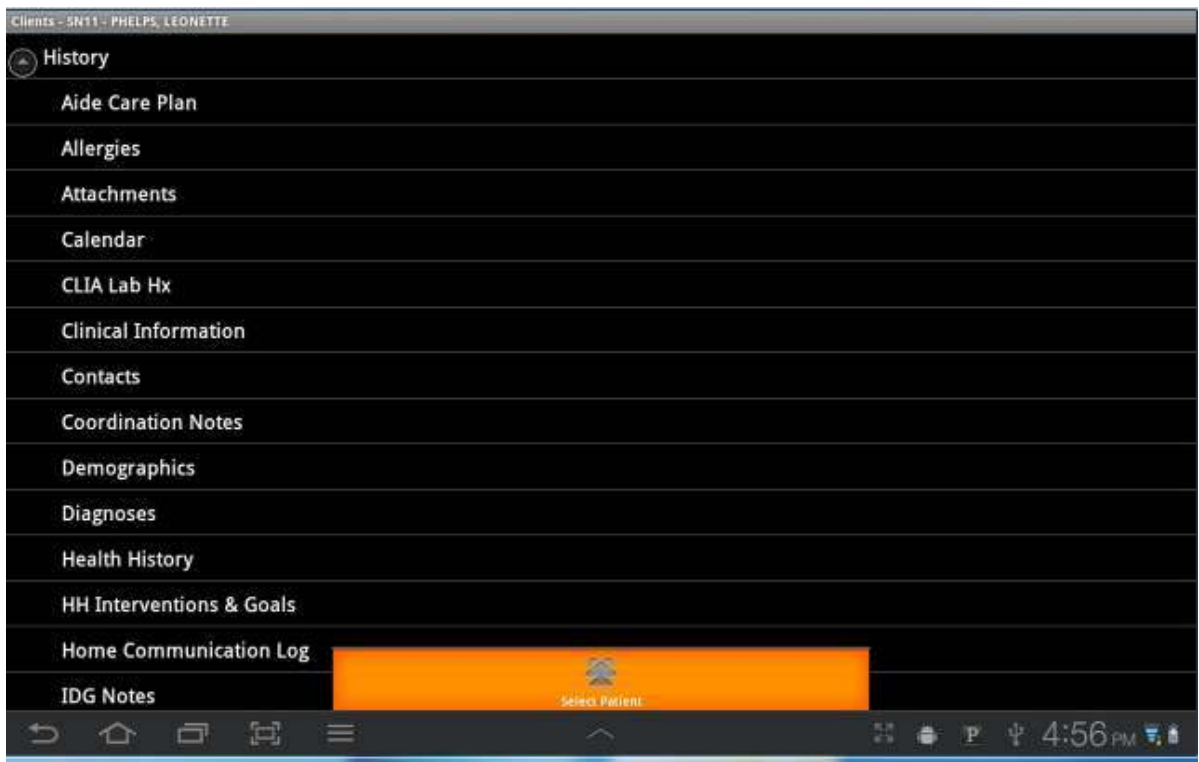 Clients - SN11 - PHELPS, LEONETTE
History
Aide Care Plan
Allergies
Attachments
Calendar
CLIA Lab Hx
Clinical Information
Contacts
Coordination Notes
Demographics
Diagnoses
Health History
HH Interventions & Goals
Home Communication Log
IDG Notes
Select Patient
P 4:56 PM